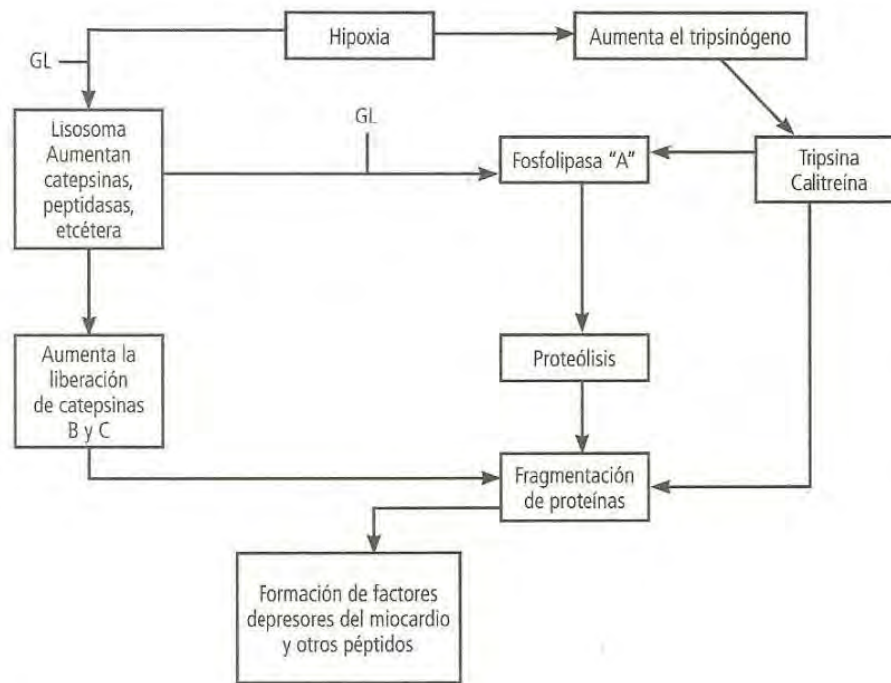 Hipoxia
Aumenta el tripsinógeno
GL
Lisosoma
Aumentan
catepsinas,
peptidasas,
etcétera
GL
Fosfolipasa "A"
Tripsina
Calitreína
Aumenta la
liberación
de catepsinas
B y C
Proteólisis
Fragmentación
de proteínas
Formación de factores
depresores del miocardio
y otros péptidos